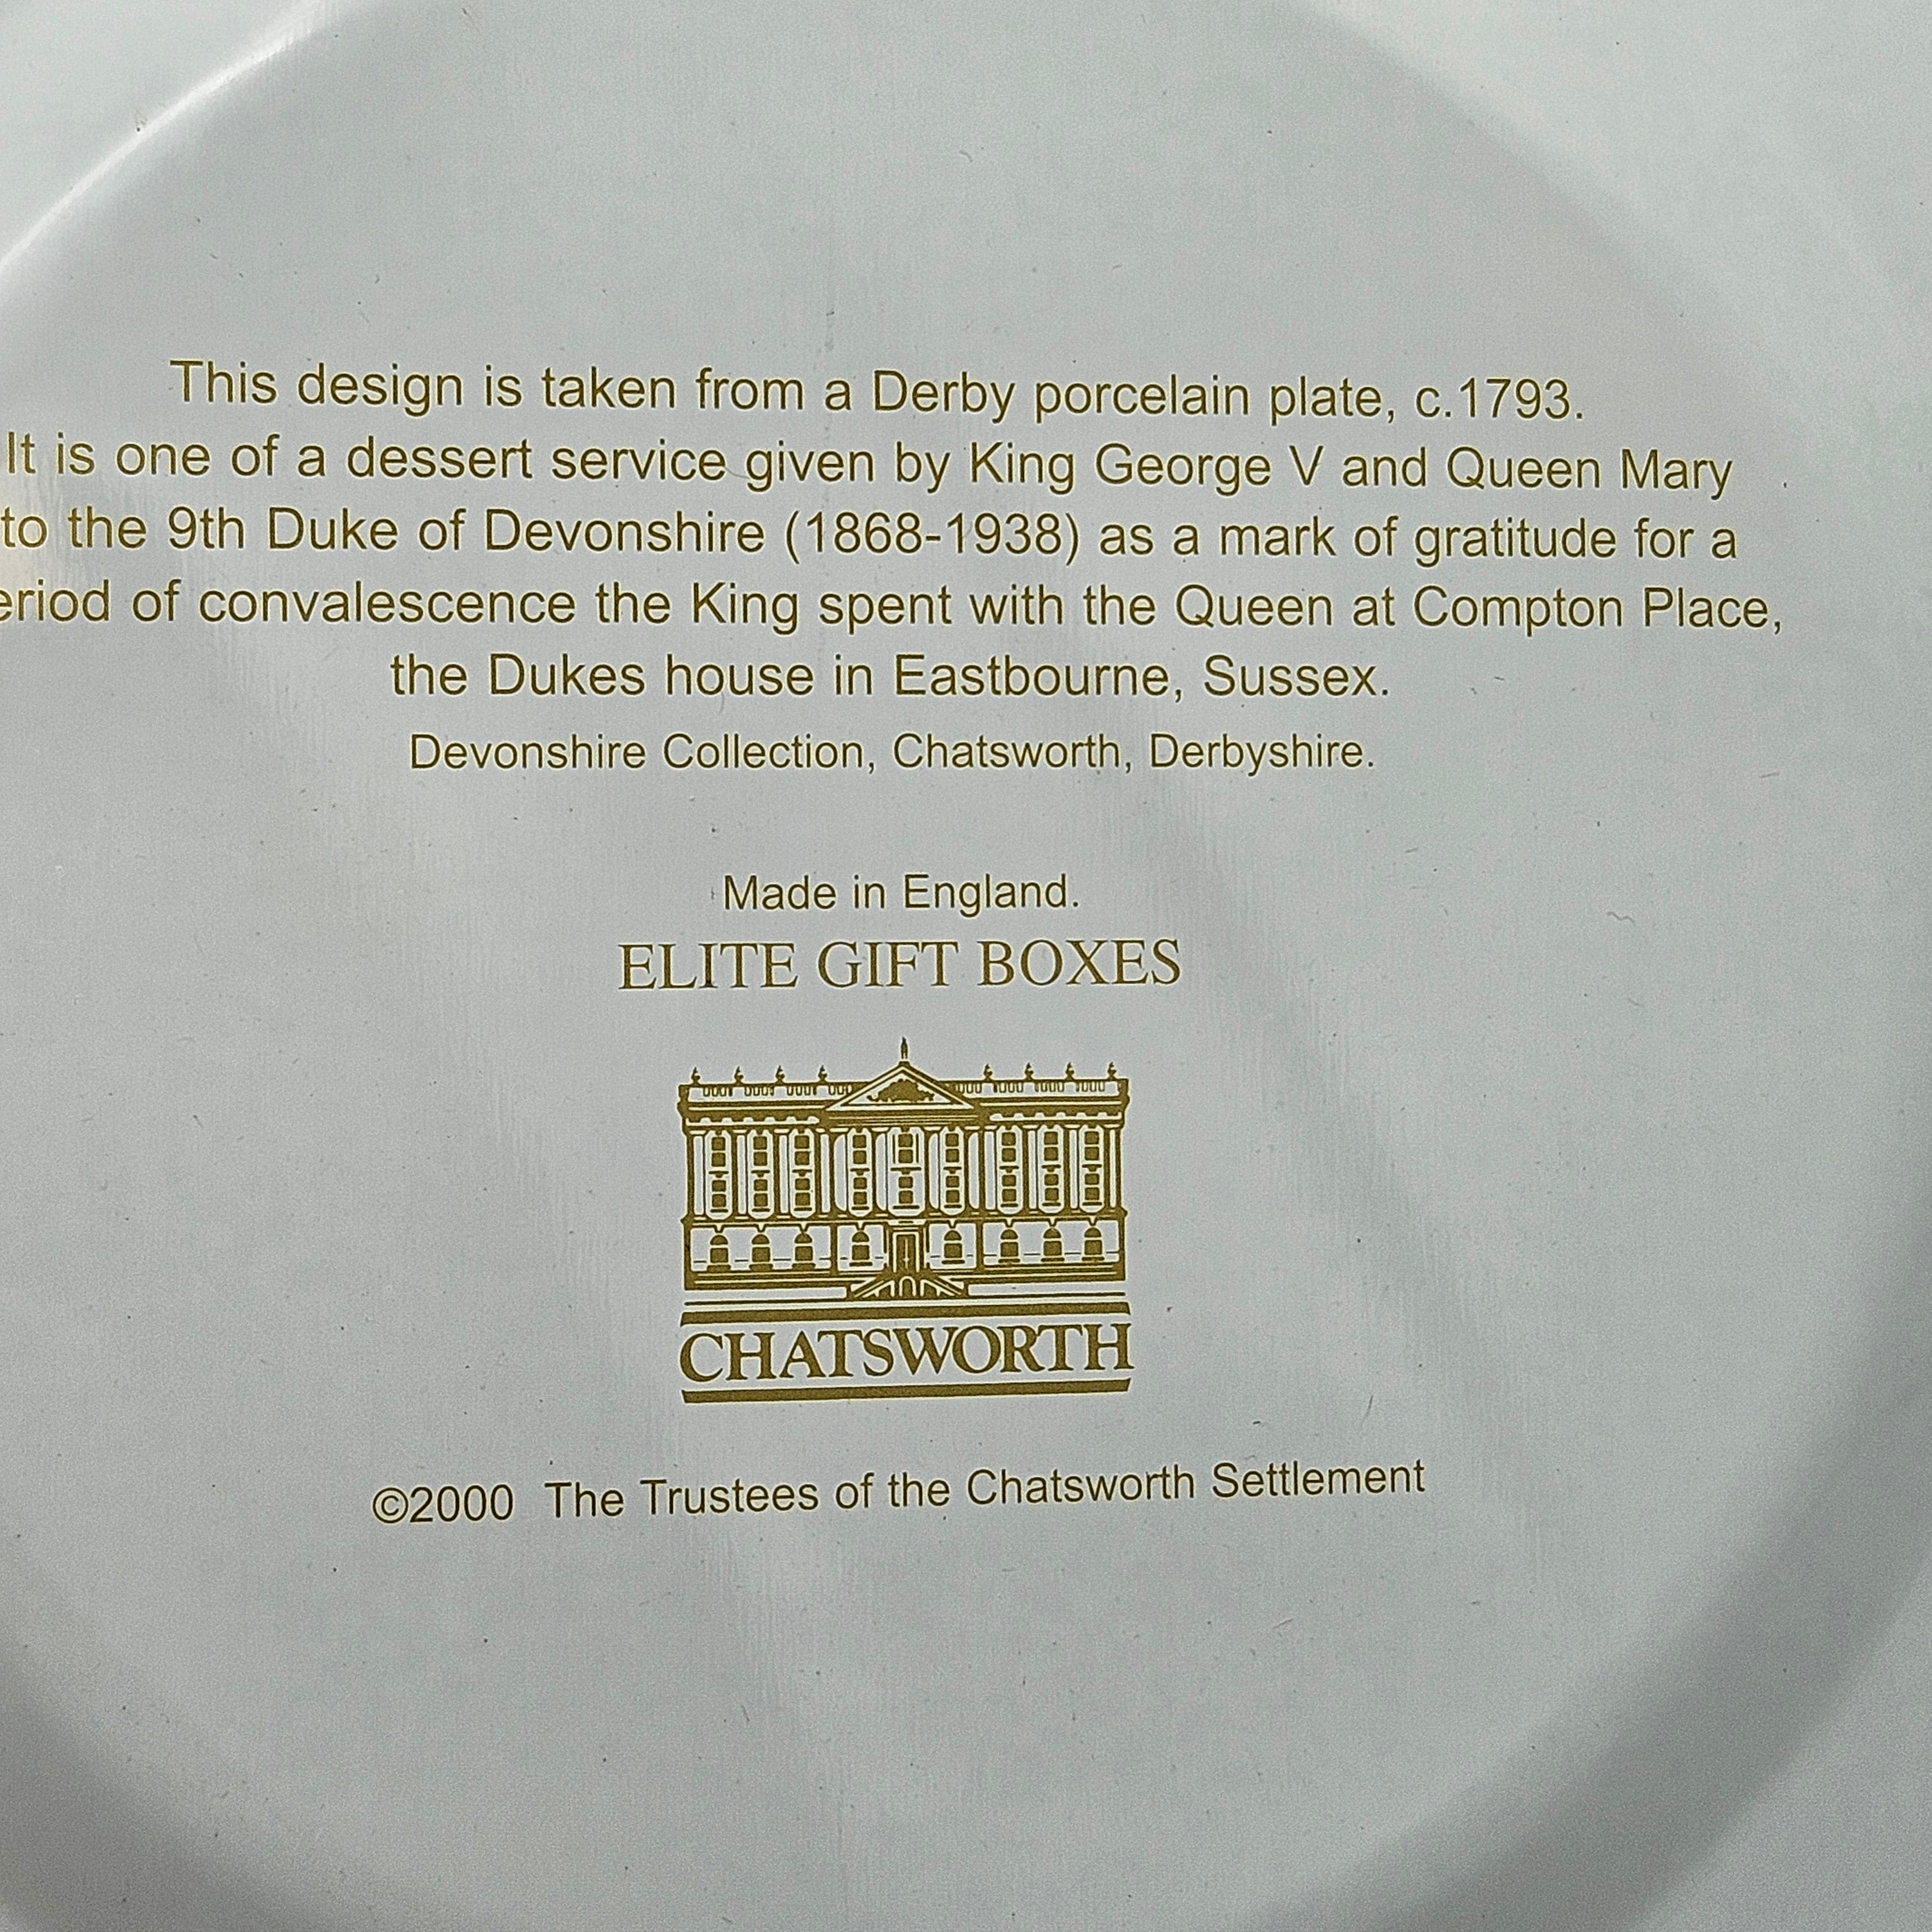 This design is taken from a Derby porcelain plate, c.1793.
It is one of a dessert service given by King George V and Queen Mary
to the 9th Duke of Devonshire (1868-1938) as a mark of gratitude for a
eriod of convalescence the King spent with the Queen at Compton Place,
the Dukes house in Eastbourne, Sussex.
Devonshire Collection, Chatsworth, Derbyshire.
Made in England.
ELITE GIFT BOXES
CHATSWORTH
©2000 The Trustees of the Chatsworth Settlement